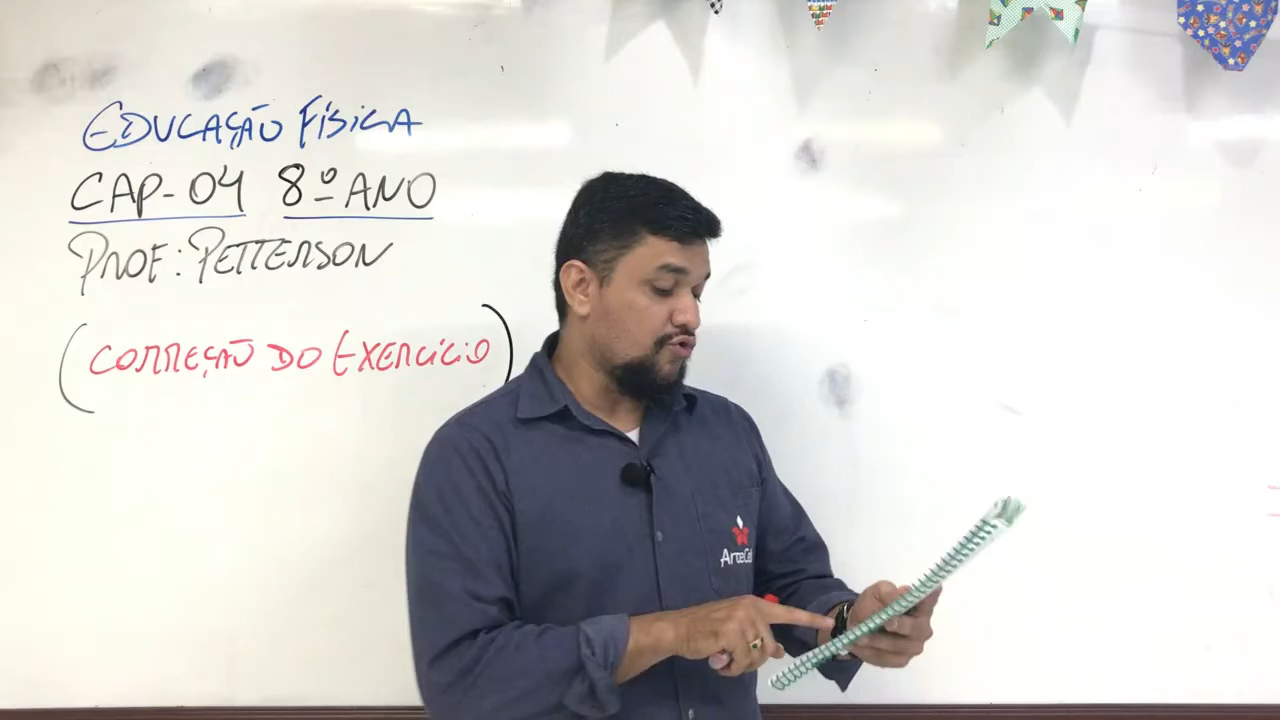 EDUCAÇÃO FÍSICA
CAP-04 8º ANO
PROF: PETTERSON
(CORREÇÃO DO EXERCÍCIO)